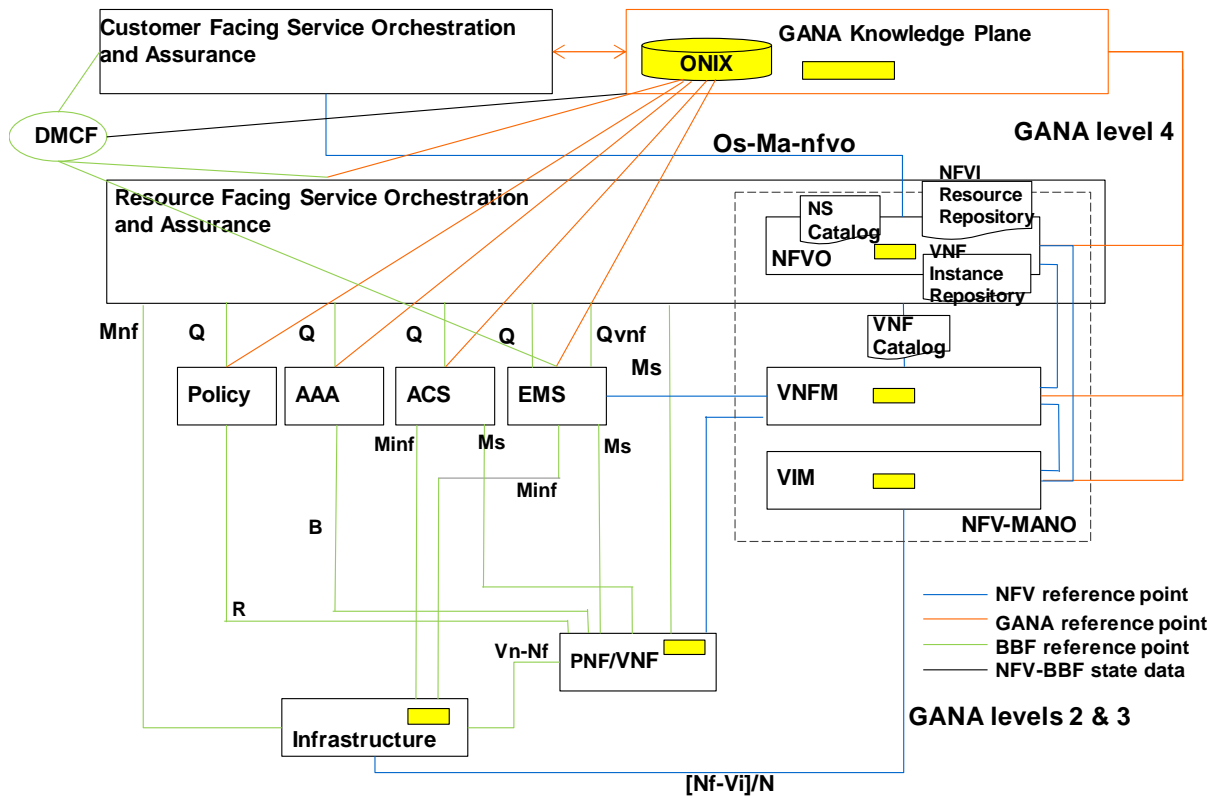 Customer Facing Service Orchestration
and Assurance
GANA Knowledge Plane
ONIX
DMCF
GANA level 4
Os-Ma-nfvo
Resource Facing Service Orchestration
and Assurance
NS
Catalog
NFVI
Resource
Repository
NFVO
VNF
Instance
Repository
Mnf
Q
Q
Q
Q
Qvnf
Ms
VNF
Catalog
Policy
AAA
ACS
EMS
VNFM
Minf
Ms
Ms
Minf
VIM
NFV-MANO
B
R
Vn-Nf
PNF/VNF
NFV reference point
GANA reference point
BBF reference point
NFV-BBF state data
Infrastructure
GANA levels 2 & 3
[Nf-Vi]/N